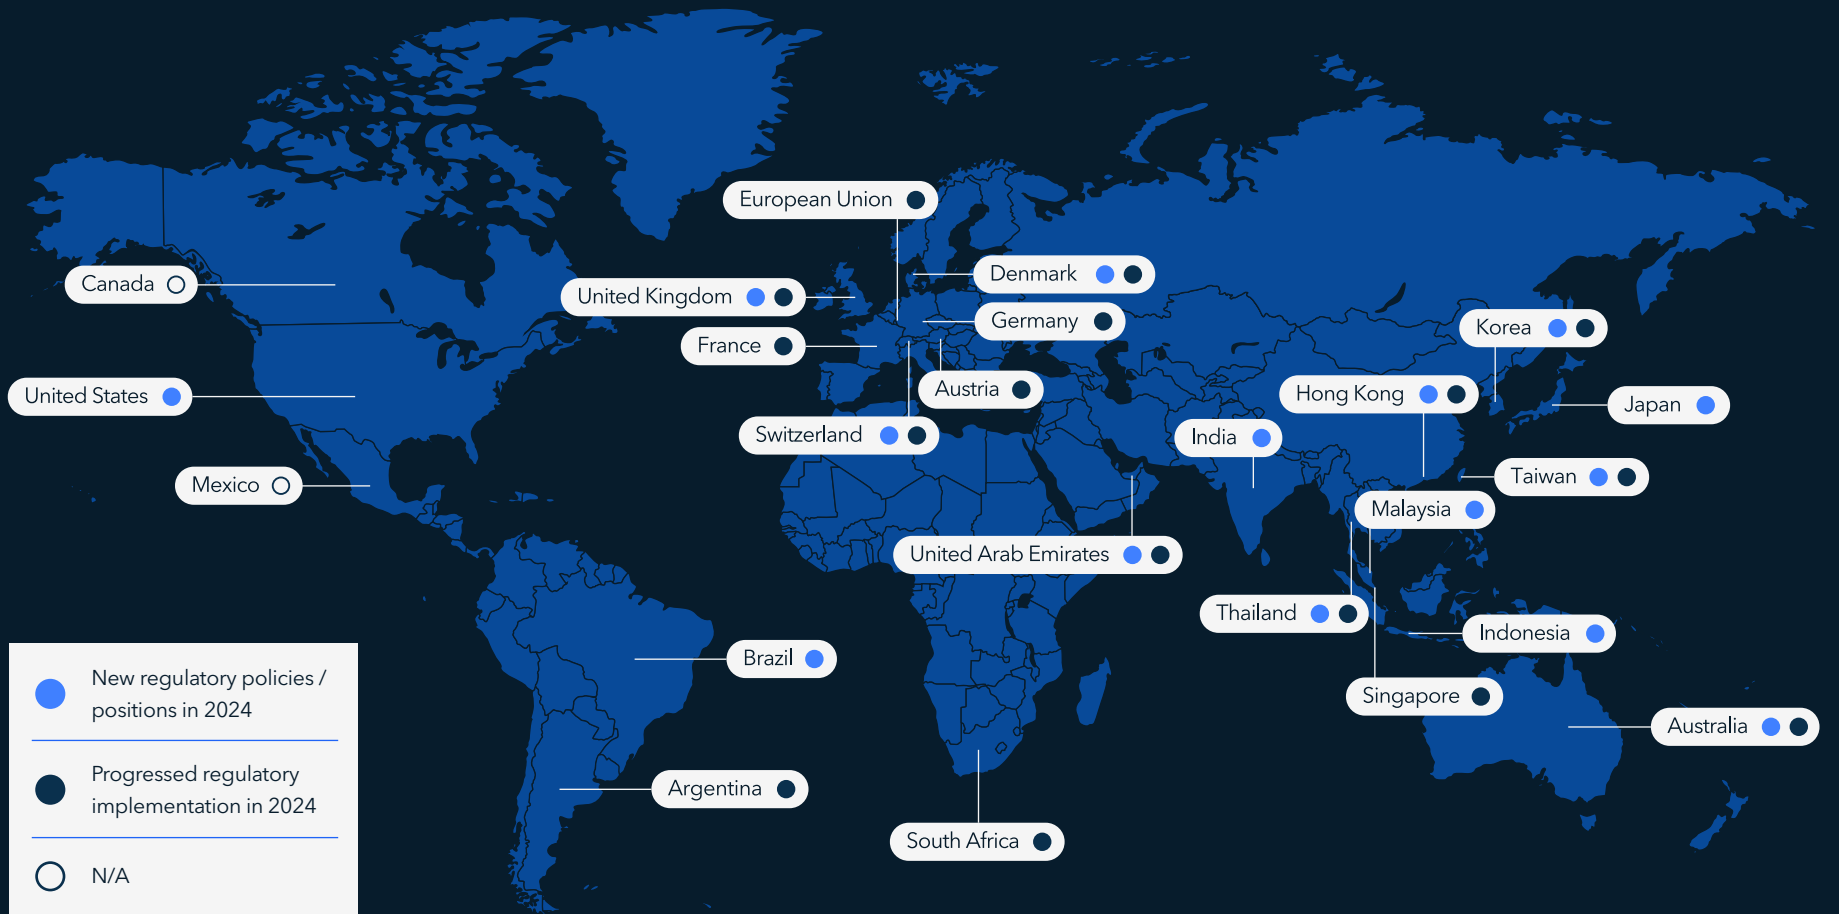 European Union
Denmark
Canada
United Kingdom
Germany
Korea
France
Austria
Hong Kong
United States
Japan
Switzerland
India
Taiwan
Mexico
Malaysia
United Arab Emirates
Thailand
Indonesia
Brazil
Singapore
Australia
Argentina
South Africa
New regulatory policies /
positions in 2024
Progressed regulatory
implementation in 2024
N/A